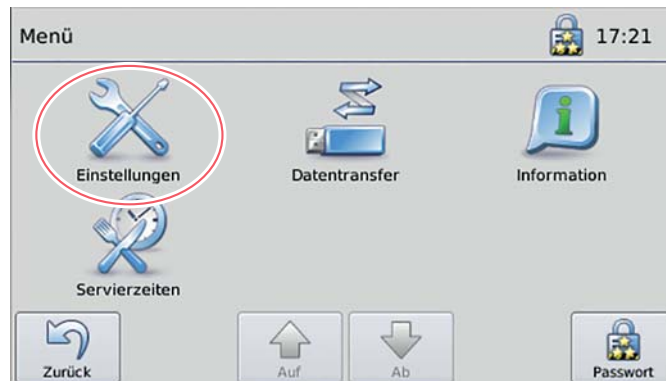 Menü 17:21
Einstellungen Datentransfer Information
Servierzeiten
Zurück Auf Ab Passwort